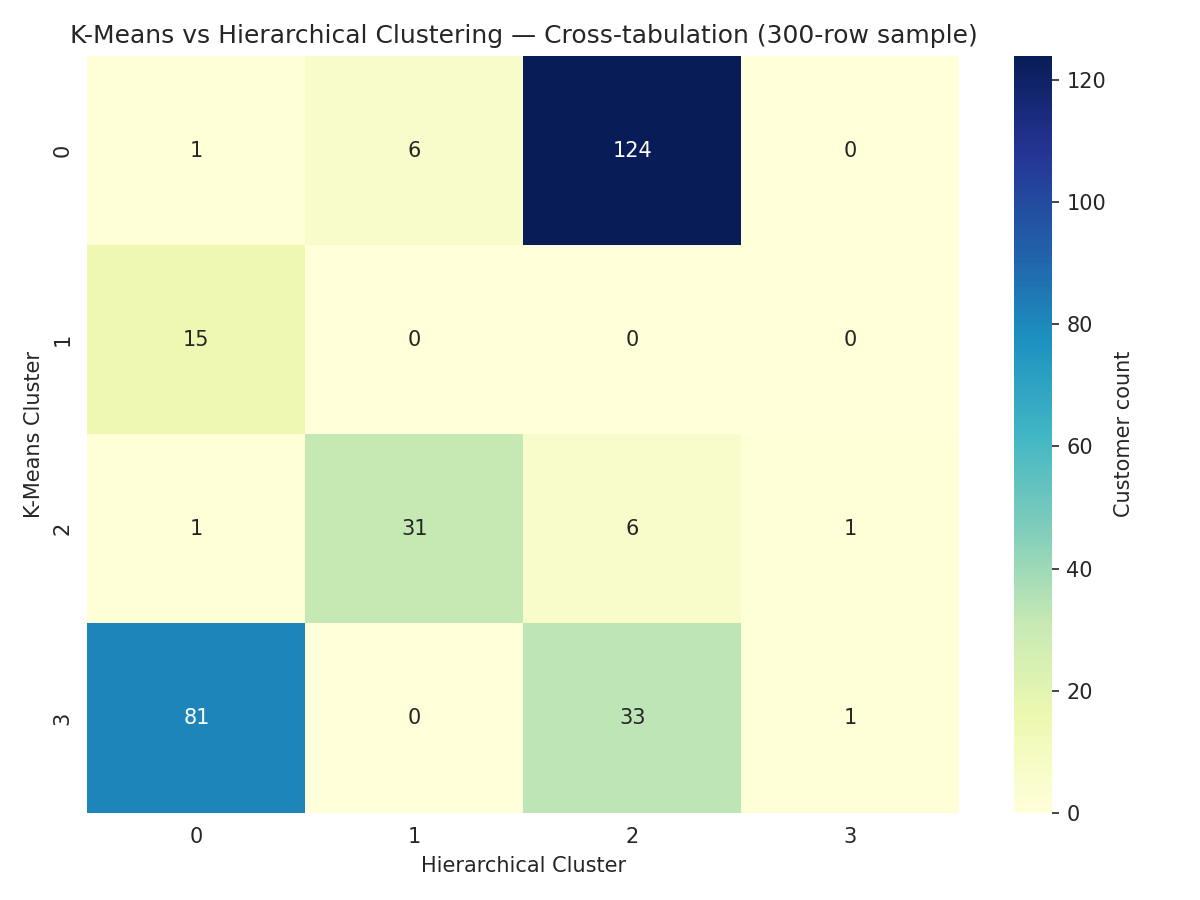 K-Means vs Hierarchical Clustering — Cross-tabulation (300-row sample)
K-Means Cluster
0 1 6 124 0
1 15 0 0 0
2 1 31 6 1
3 81 0 33 1
0 1 2 3
Hierarchical Cluster
120
100
80
60
40
20
0
Customer count